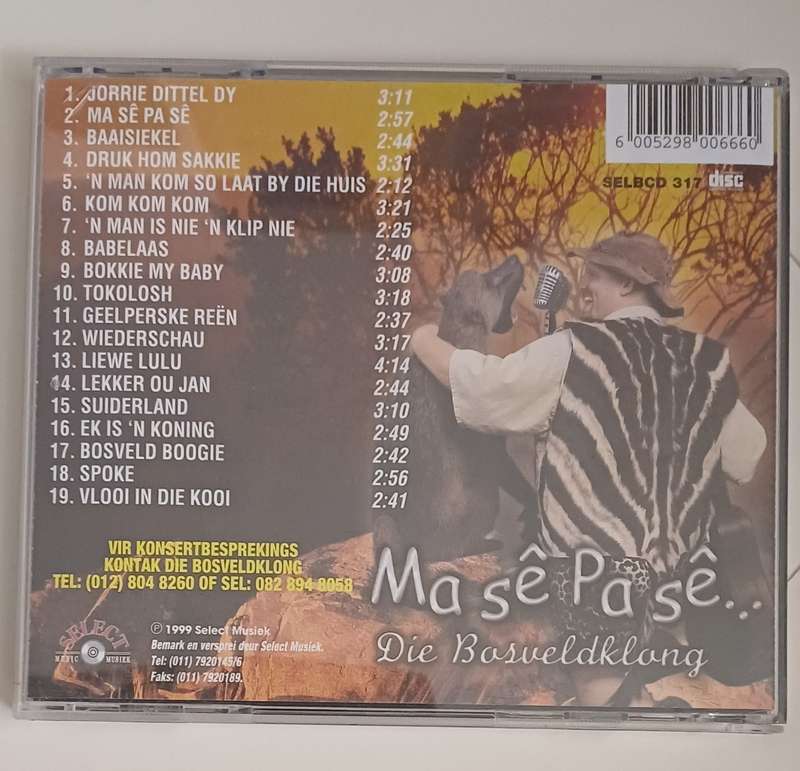 1. JORRIE DITTEL DY 3:11
2. MA SÊ PA SÊ 2:57
3. BAAISIEKEL 2:44
4. DRUK HOM SAKKIE 3:31
5. 'N MAN KOM SO LAAT BY DIE HUIS 2:12
6. KOM KOM KOM 3:21
7. 'N MAN IS NIE 'N KLIP NIE 2:25
8. BABELAAS 2:40
9. BOKKIE MY BABY 3:08
10. TOKOLOSH 3:18
11. GEELPERSKE REËN 2:37
12. WIEDERSCHAU 3:17
13. LIEWE LULU 4:14
14. LEKKER OU JAN 2:44
15. SUIDERLAND 3:10
16. EK IS 'N KONING 2:49
17. BOSVELD BOOGIE 2:42
18. SPOKE 2:56
19. VLOOI IN DIE KOOI 2:41
6 005298 006660
SELBCD 317 disc
VIR KONSERTBESPREKINGS
KONTAK DIE BOSVELDKLONG
TEL: (012) 804 8260 OF SEL: 082 894 8058
Ma sê Pa sê...
Die Bosveldklong
SELECT
MUSIC MUSIEK
℗ 1999 Select Musiek
Bemark en versprei deur Select Musiek.
Tel: (011) 7920145/6
Faks: (011) 7920189.